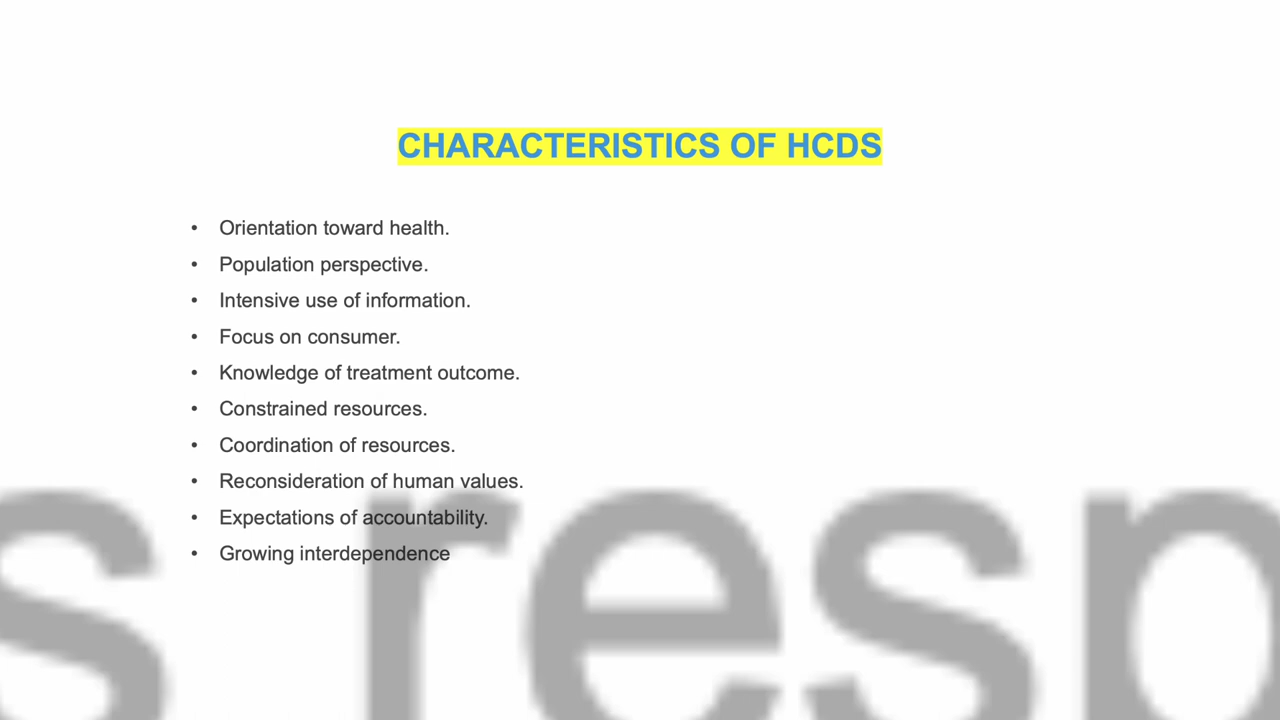 CHARACTERISTICS OF HCDS
• Orientation toward health.
• Population perspective.
• Intensive use of information.
• Focus on consumer.
• Knowledge of treatment outcome.
• Constrained resources.
• Coordination of resources.
• Reconsideration of human values.
• Expectations of accountability.
• Growing interdependence
s resp